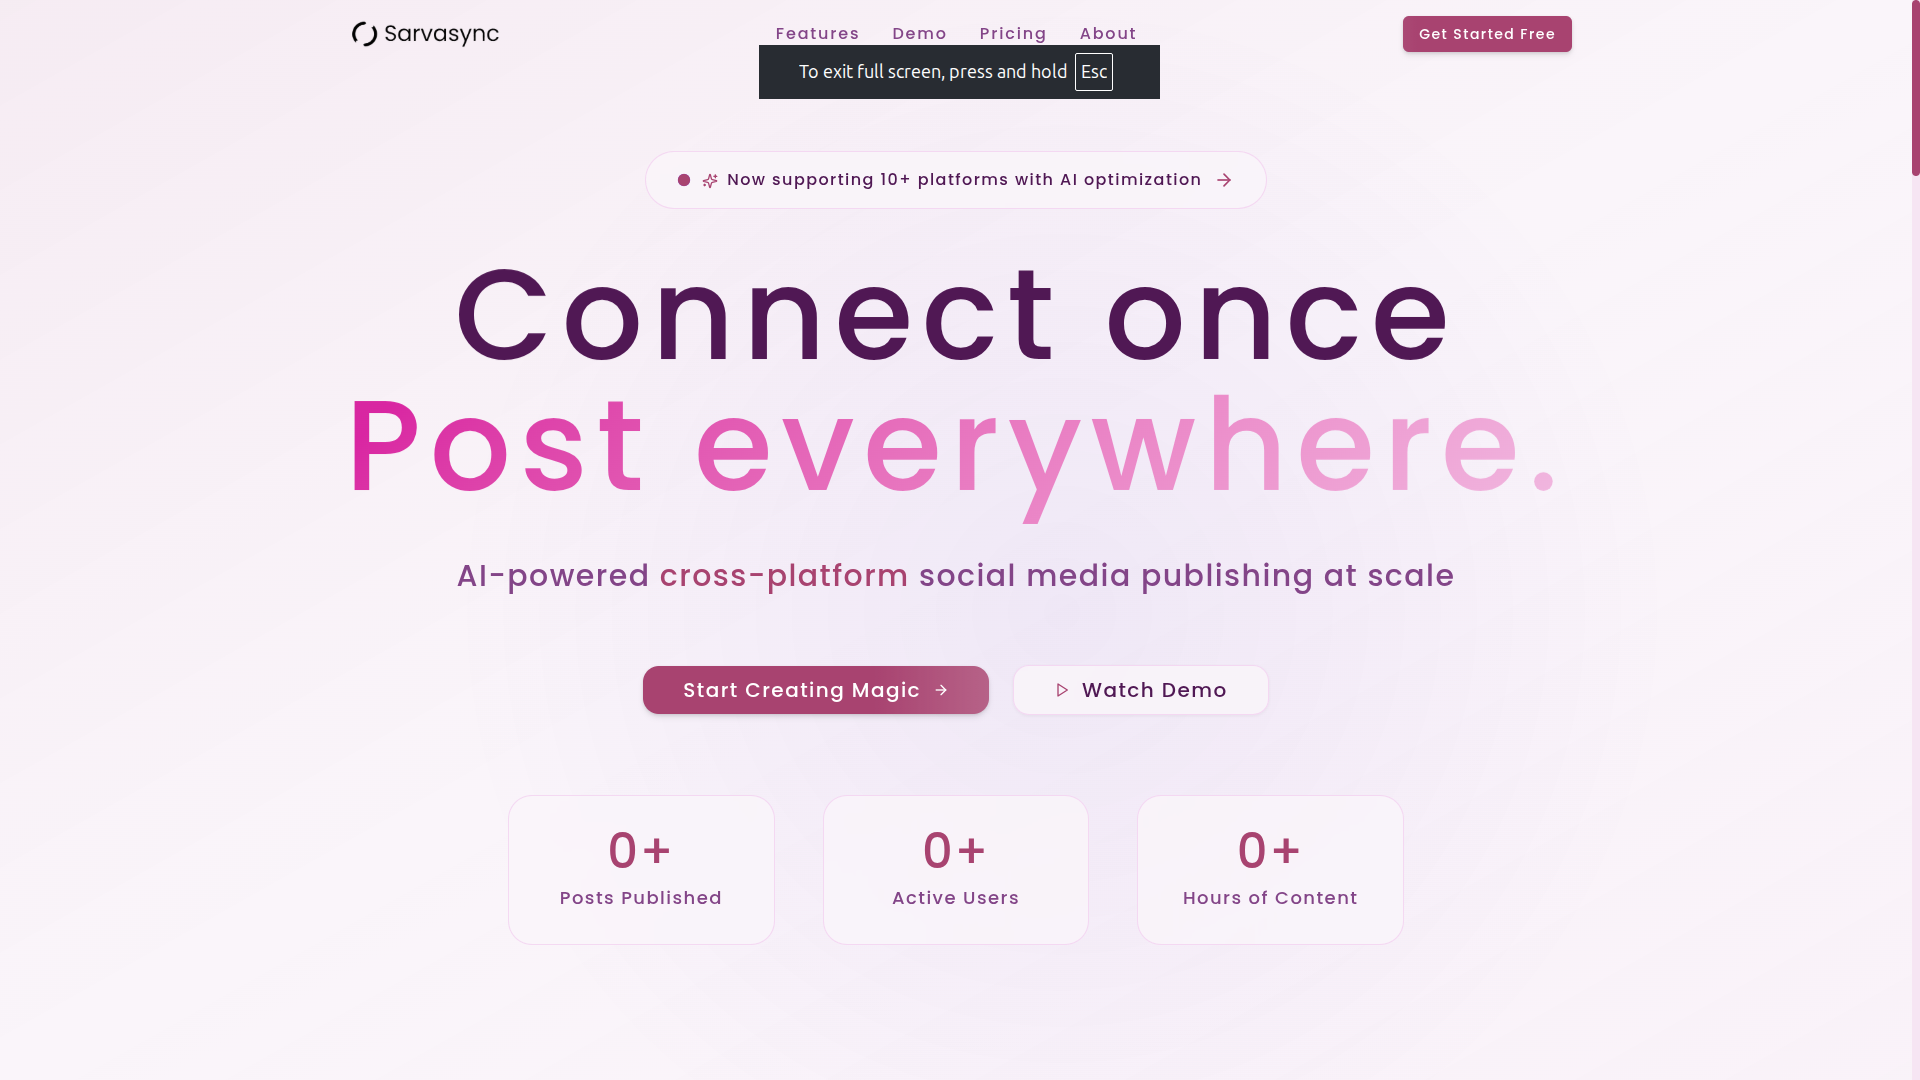 Sarvasync
Features Demo Pricing About
Get Started Free
To exit full screen, press and hold Esc
Now supporting 10+ platforms with AI optimization
Connect once
Post everywhere.
AI-powered cross-platform social media publishing at scale
Start Creating Magic
Watch Demo
0+
Posts Published
0+
Active Users
0+
Hours of Content